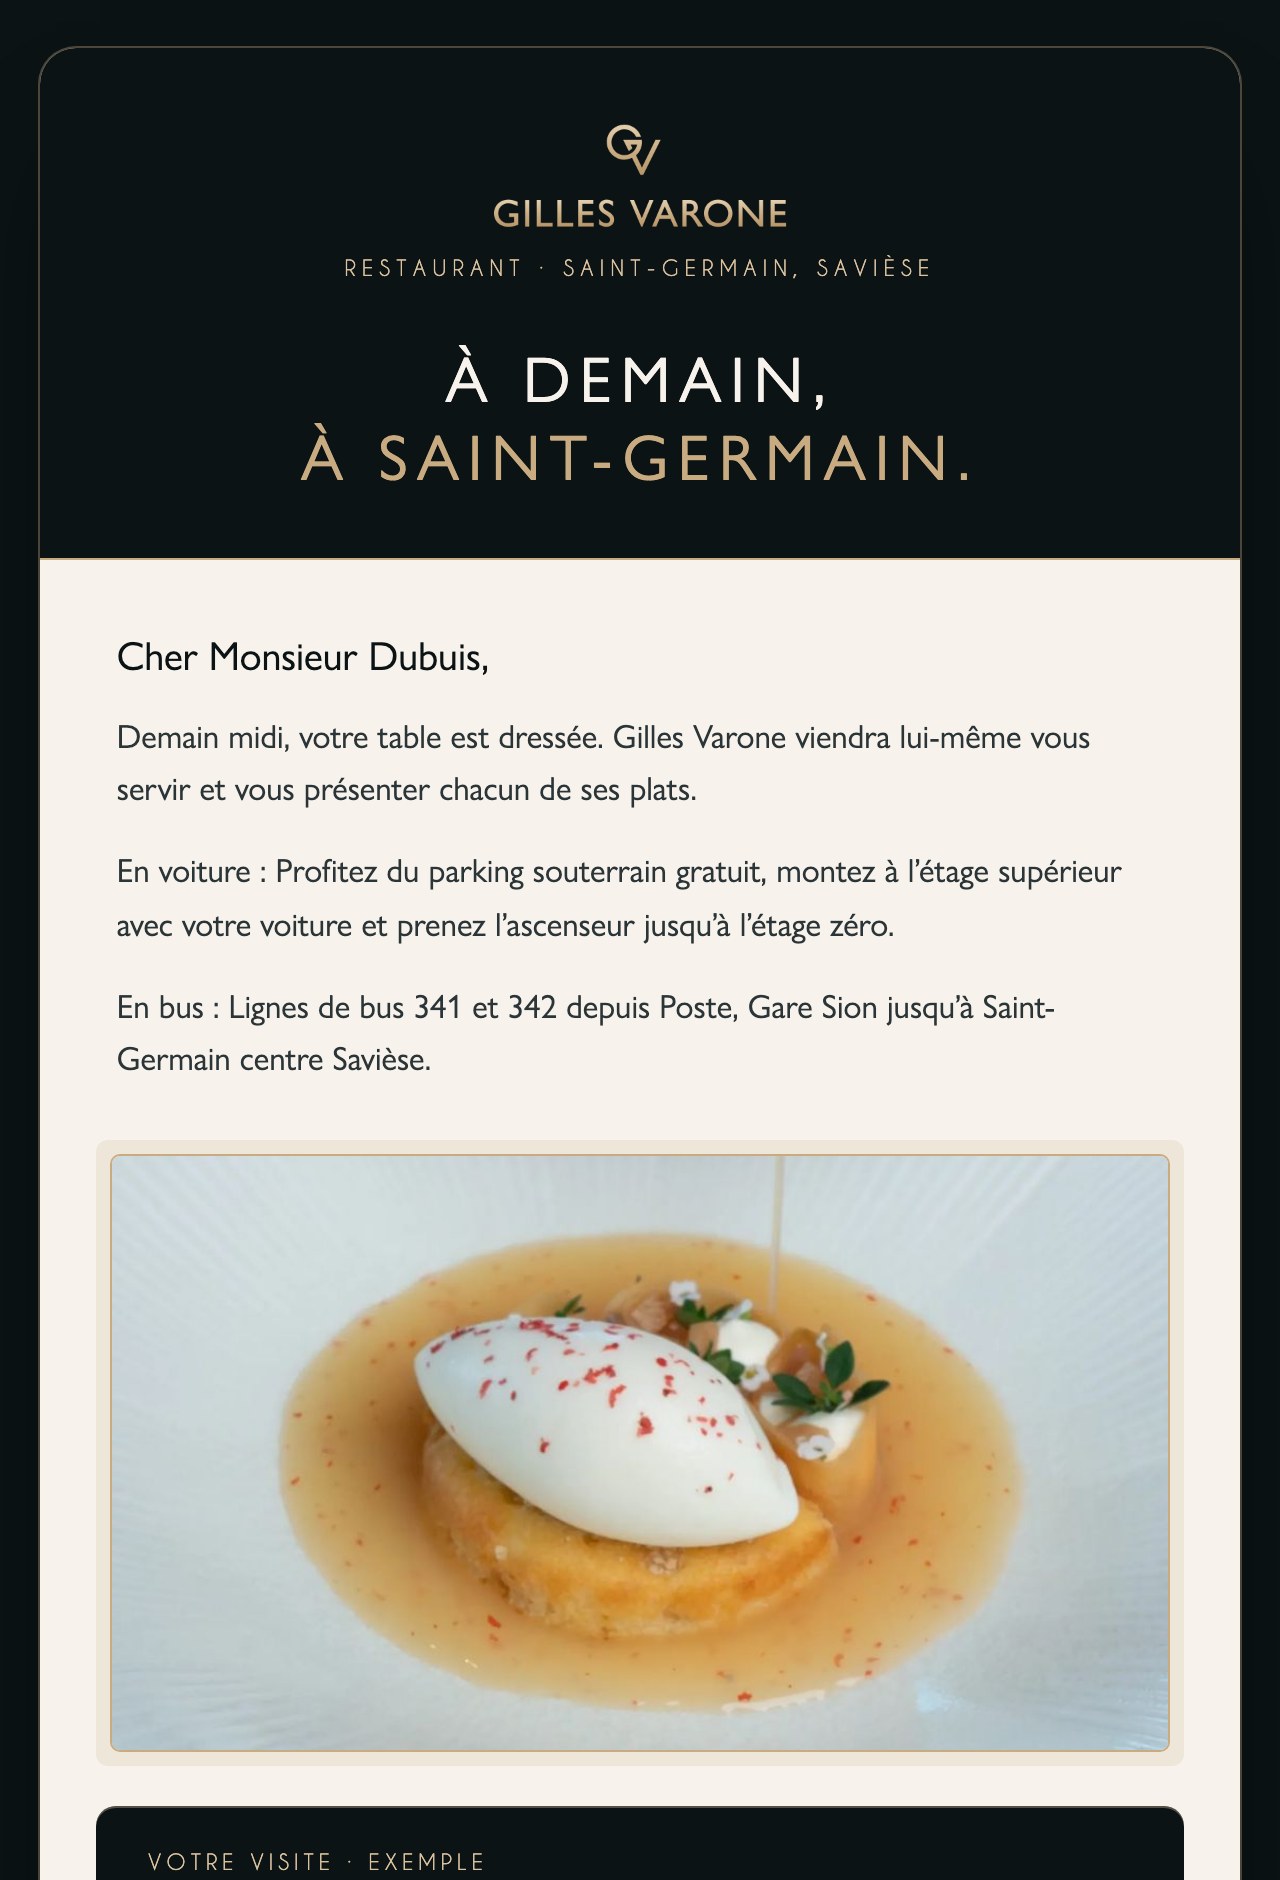 GV
GILLES VARONE
RESTAURANT · SAINT-GERMAIN, SAVIÈSE
À DEMAIN,
À SAINT-GERMAIN.
Cher Monsieur Dubuis,
Demain midi, votre table est dressée. Gilles Varone viendra lui-même vous
servir et vous présenter chacun de ses plats.
En voiture : Profitez du parking souterrain gratuit, montez à l’étage supérieur
avec votre voiture et prenez l’ascenseur jusqu’à l’étage zéro.
En bus : Lignes de bus 341 et 342 depuis Poste, Gare Sion jusqu’à Saint-
Germain centre Savièse.
VOTRE VISITE · EXEMPLE